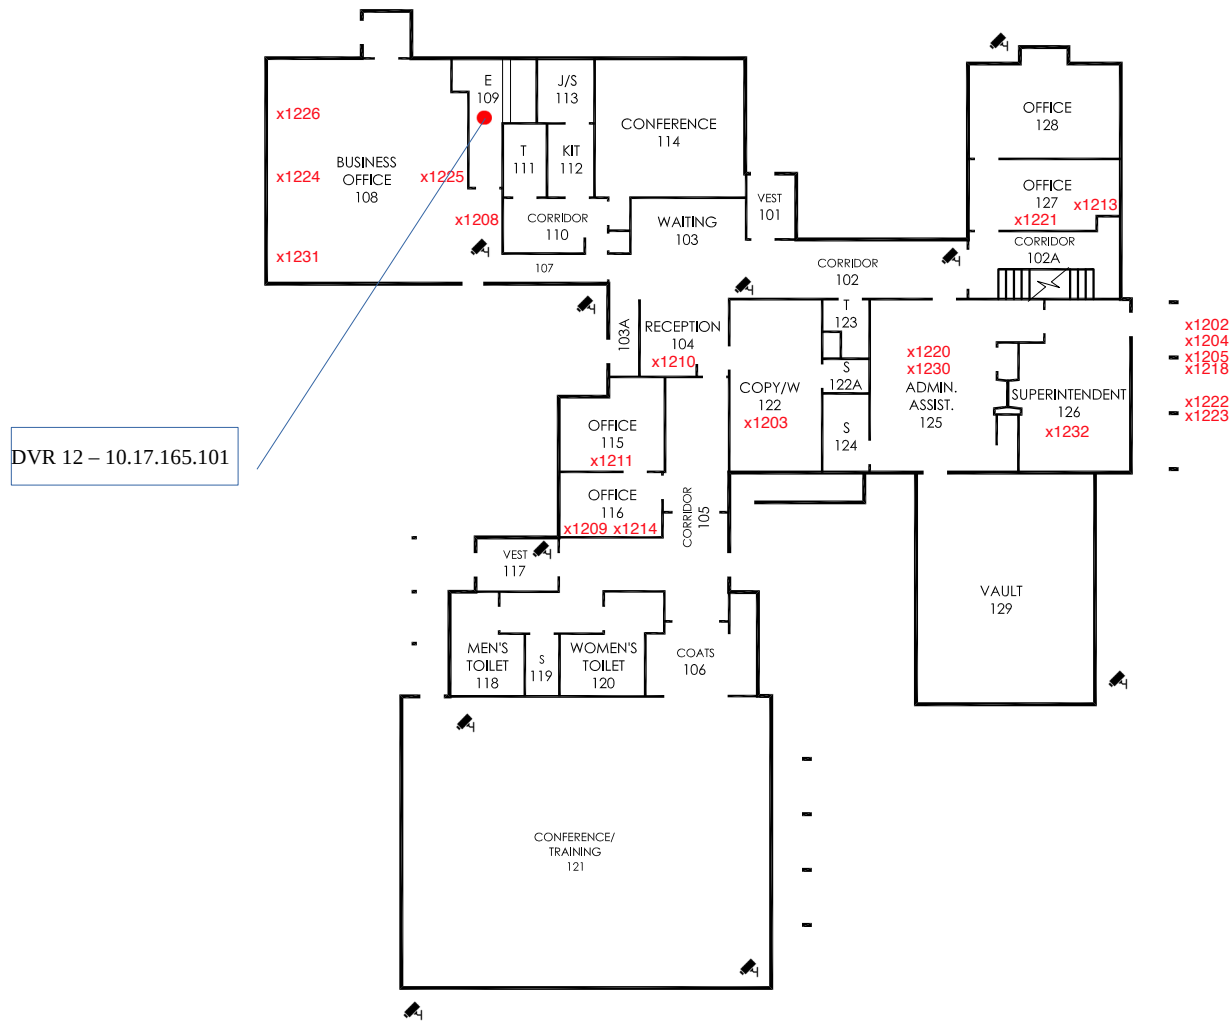 E
109
J/S
113
OFFICE
128
x1226
CONFERENCE
114
T
111
KIT
112
BUSINESS
OFFICE
108
x1224
x1225
OFFICE
127
x1213
x1221
VEST
101
x1208
CORRIDOR
110
WAITING
103
CORRIDOR
102A
x1231
107
CORRIDOR
102
103A
RECEPTION
104
x1210
T
123
x1202
x1204
x1205
x1218
x1220
x1230
ADMIN.
ASSIST.
125
S
122A
COPY/W
122
x1203
SUPERINTENDENT
126
x1232
x1222
x1223
S
124
OFFICE
115
x1211
DVR 12 – 10.17.165.101
OFFICE
116
x1209 x1214
CORRIDOR
105
VEST
117
VAULT
129
MEN'S
TOILET
118
S
119
WOMEN'S
TOILET
120
COATS
106
CONFERENCE/
TRAINING
121